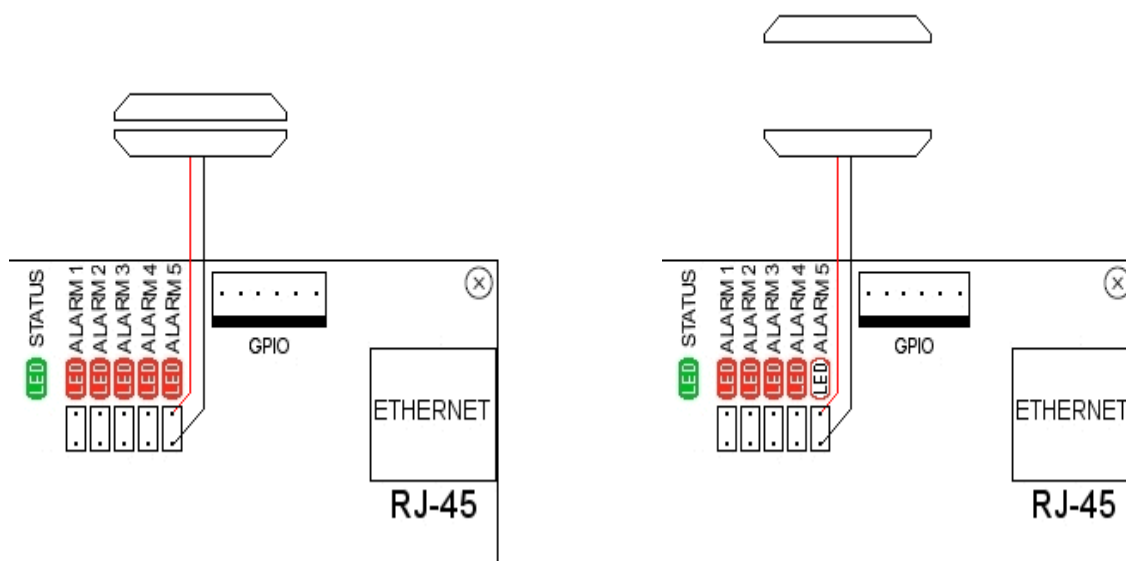 STATUS
ALARM 1
ALARM 2
ALARM 3
ALARM 4
ALARM 5
LED
LED
LED
LED
LED
LED
GPIO
ETHERNET
RJ-45
STATUS
ALARM 1
ALARM 2
ALARM 3
ALARM 4
ALARM 5
LED
LED
LED
LED
LED
LED
GPIO
ETHERNET
RJ-45